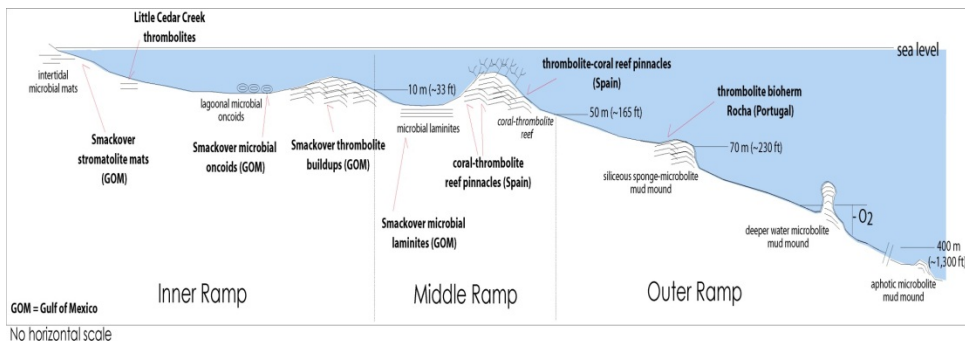 Little Cedar Creek
thrombolites
sea level
intertidal
microbial mats
lagoonal microbial
oncoids
10 m (~33 ft)
microbial laminites
thrombolite-coral reef pinnacles
(Spain)
coral-thrombolite
reef
50 m (~165 ft)
thrombolite bioherm
Rocha (Portugal)
70 m (~230 ft)
Smackover
stromatolite mats
(GOM)
Smackover microbial
oncoids (GOM)
Smackover thrombolite
buildups (GOM)
coral-thrombolite
reef pinnacles (Spain)
siliceous sponge-microbolite
mud mound
- O2
deeper water microbolite
mud mound
Smackover microbial
laminites (GOM)
400 m
(~1,300 ft)
aphotic microbolite
mud mound
Inner Ramp
Middle Ramp
Outer Ramp
GOM = Gulf of Mexico
No horizontal scale